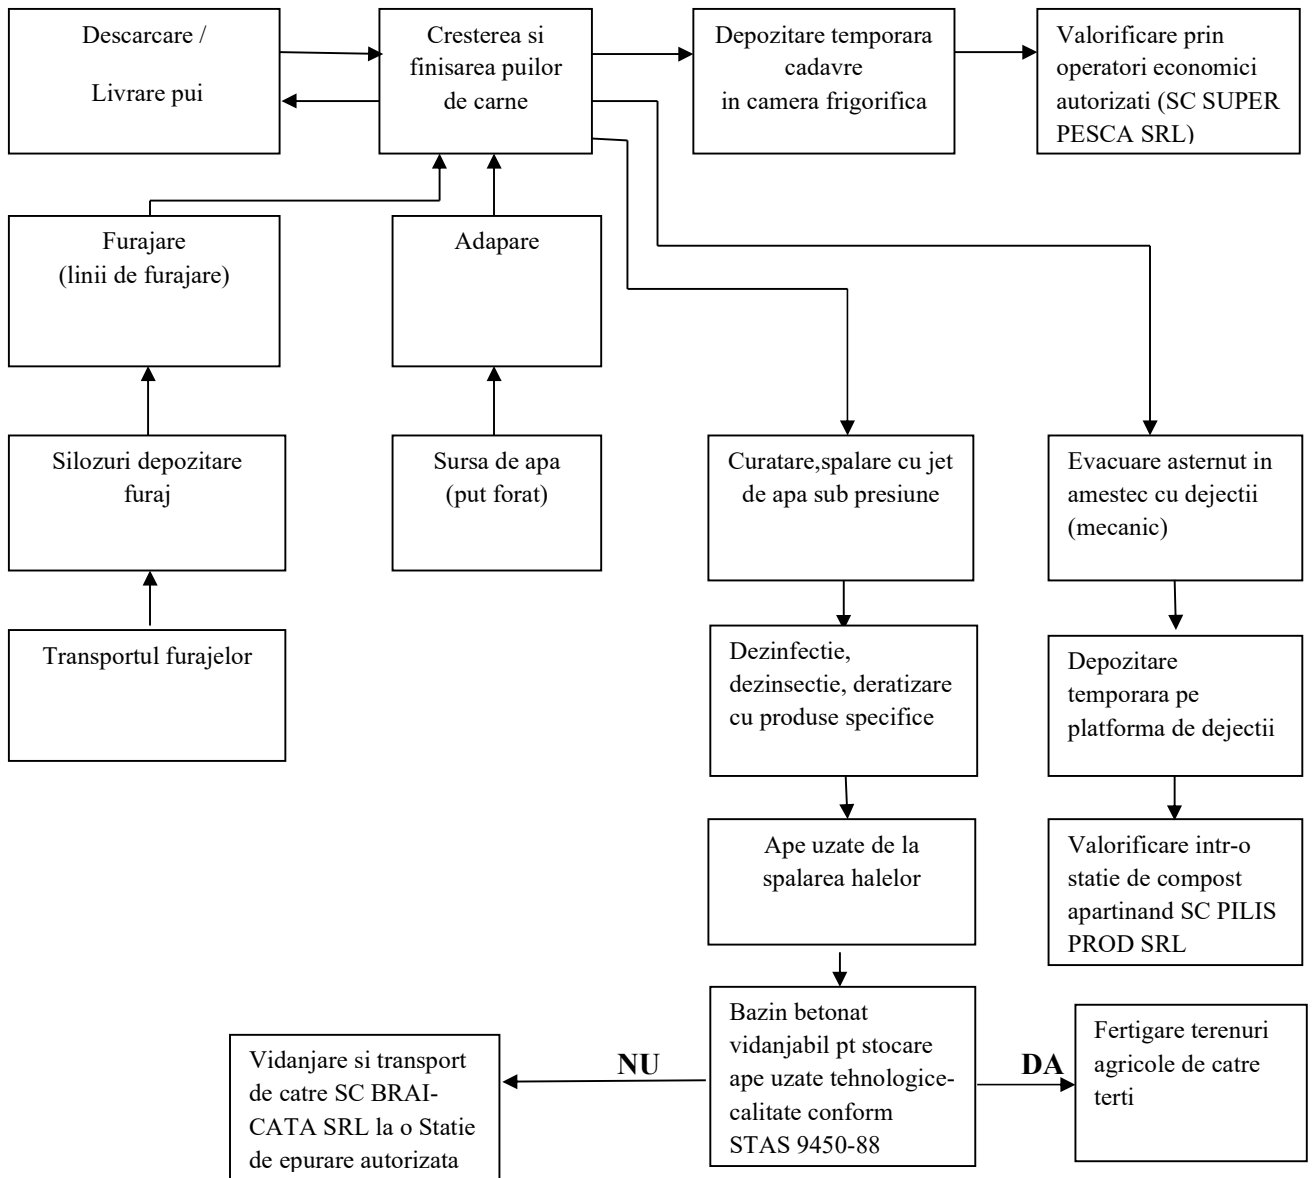 Descarcare /
Livrare pui
Cresterea si
finisarea puilor
de carne
Depozitare temporara
cadavre
in camera frigorifica
Valorificare prin
operatori economici
autorizati (SC SUPER
PESCA SRL)
Furajare
(linii de furajare)
Adapare
Silozuri depozitare
furaj
Sursa de apa
(put forat)
Curatare,spalare cu jet
de apa sub presiune
Evacuare asternut in
amestec cu dejectii
(mecanic)
Transportul furajelor
Dezinfectie,
dezinsectie, deratizare
cu produse specifice
Depozitare
temporara pe
platforma de dejectii
Ape uzate de la
spalarea halelor
Valorificare intr-o
statie de compost
apartinand SC PILIS
PROD SRL
Vidanjare si transport
de catre SC BRAI-
CATA SRL la o Statie
de epurare autorizata
NU
Bazin betonat
vidanjabil pt stocare
ape uzate tehnologice-
calitate conform
STAS 9450-88
DA
Fertigare terenuri
agricole de catre
terti